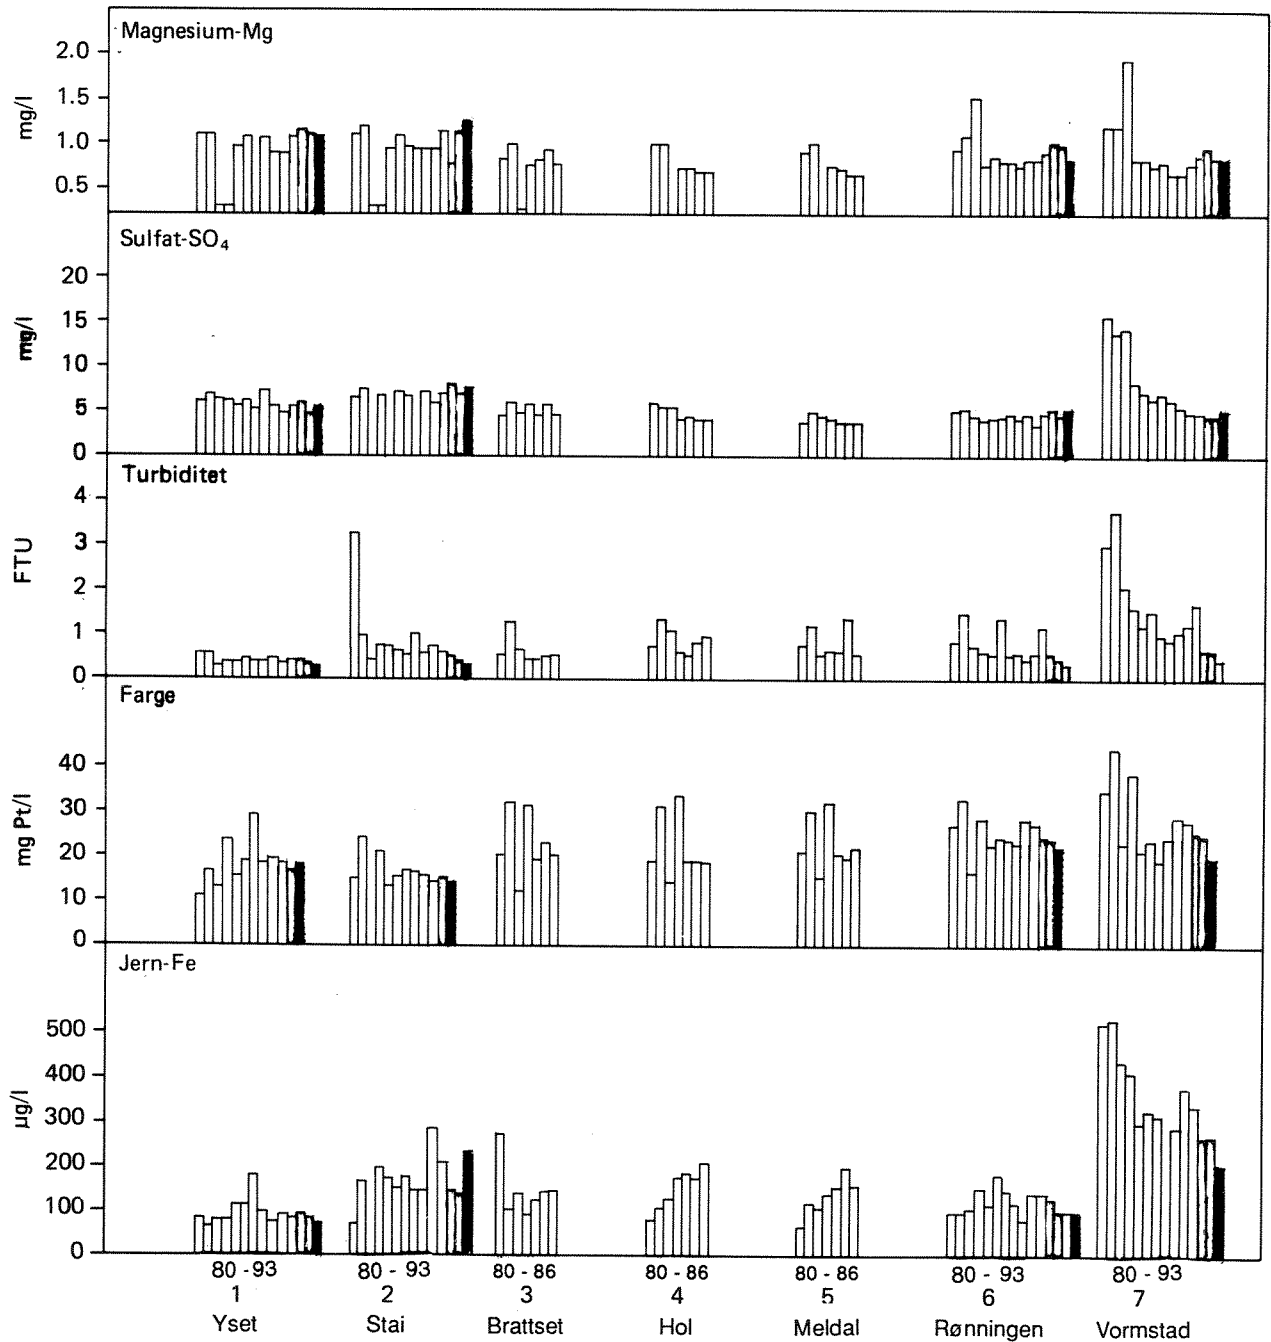 Magnesium-Mg
mg/l
2.0
1.5
1.0
0.5
Sulfat-SO₄
mg/l
20
15
10
5
0
Turbiditet
FTU
4
3
2
1
0
Farge
mg Pt/l
40
30
20
10
0
Jern-Fe
µg/l
500
400
300
200
100
0
80 - 93 80 - 93 80 - 86 80 - 86 80 - 86 80 - 93 80 - 93
1 2 3 4 5 6 7
Yset Stai Brattset Hol Meldal Rønningen Vormstad